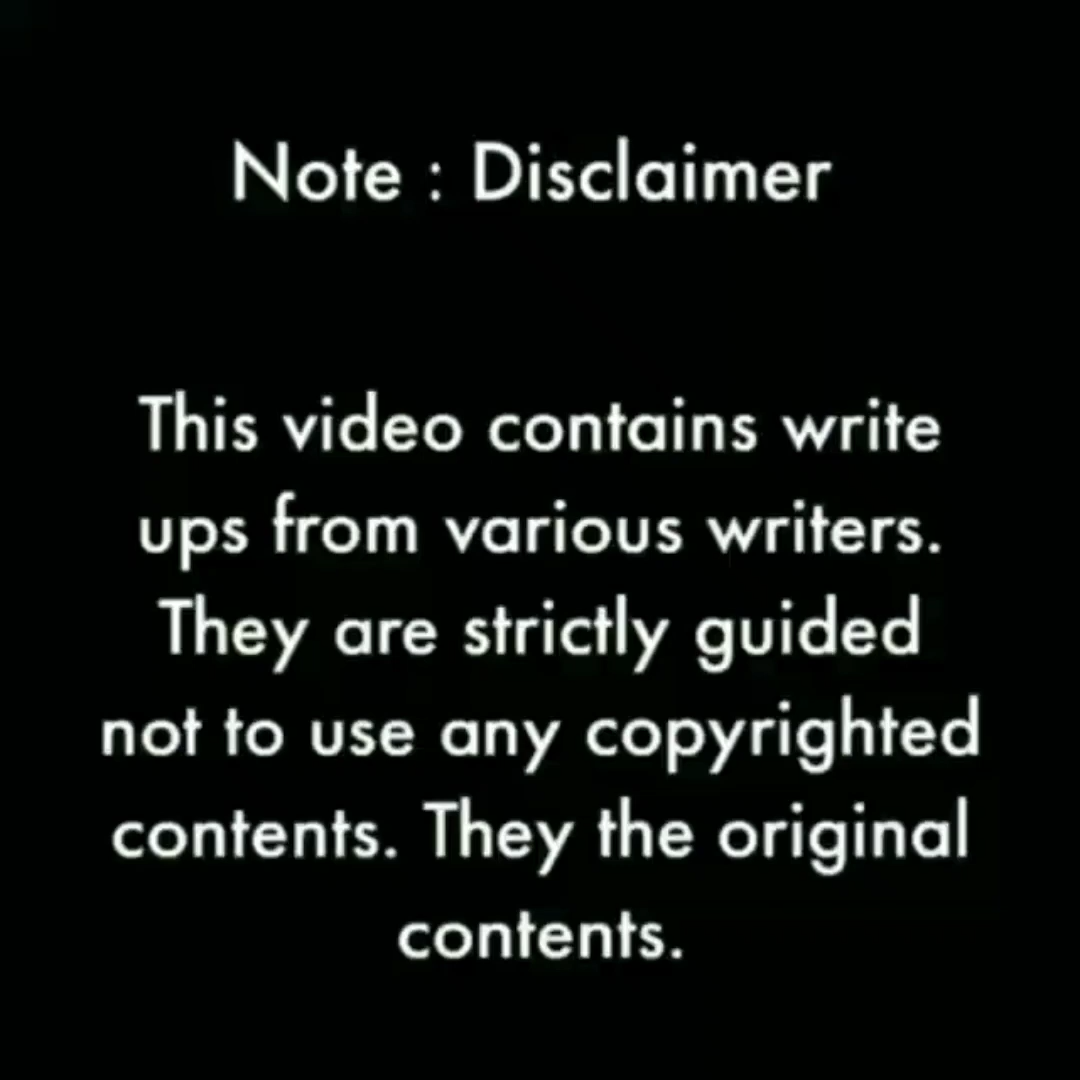 Note : Disclaimer
This video contains write
ups from various writers.
They are strictly guided
not to use any copyrighted
contents. They the original
contents.